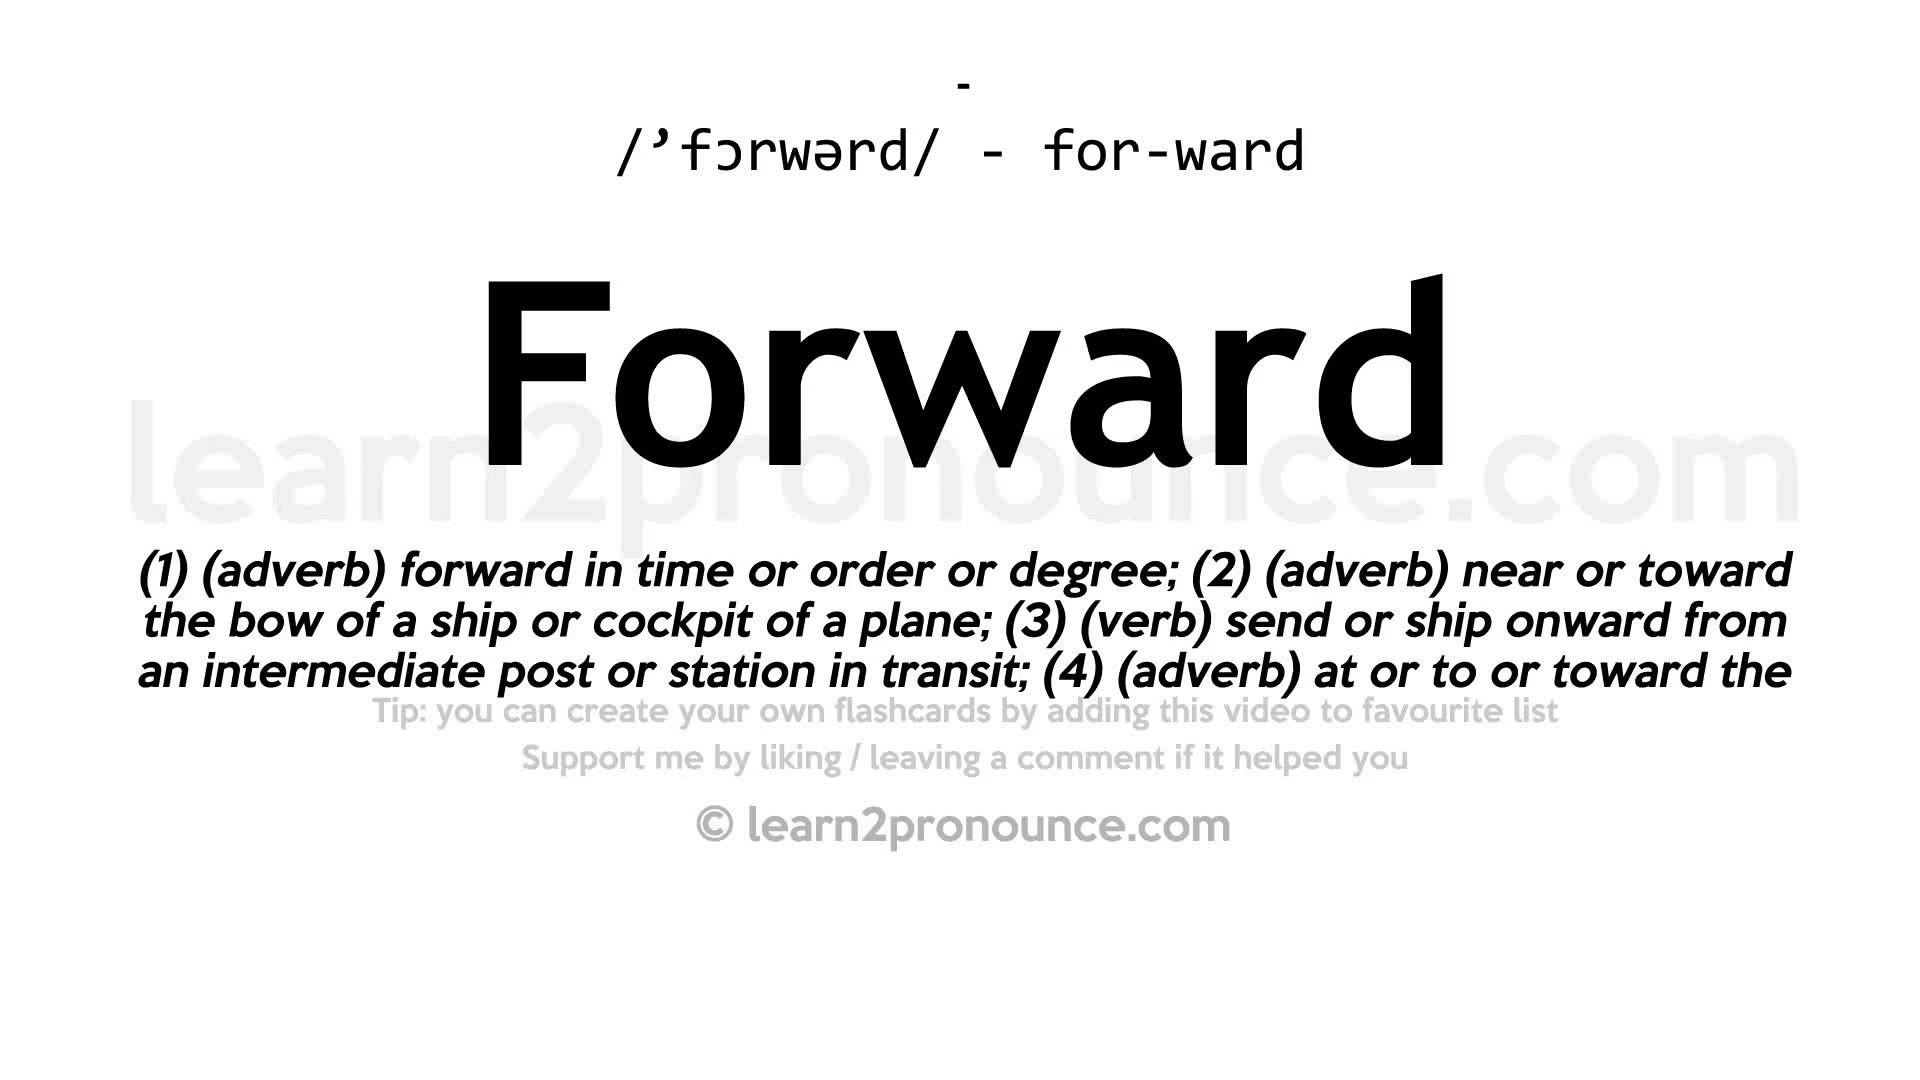 -
/’fɔrwərd/ - for-ward
Forward
learn2pronounce.com
(1) (adverb) forward in time or order or degree; (2) (adverb) near or toward
the bow of a ship or cockpit of a plane; (3) (verb) send or ship onward from
an intermediate post or station in transit; (4) (adverb) at or to or toward the
Tip: you can create your own flashcards by adding this video to favourite list
Support me by liking / leaving a comment if it helped you
© learn2pronounce.com